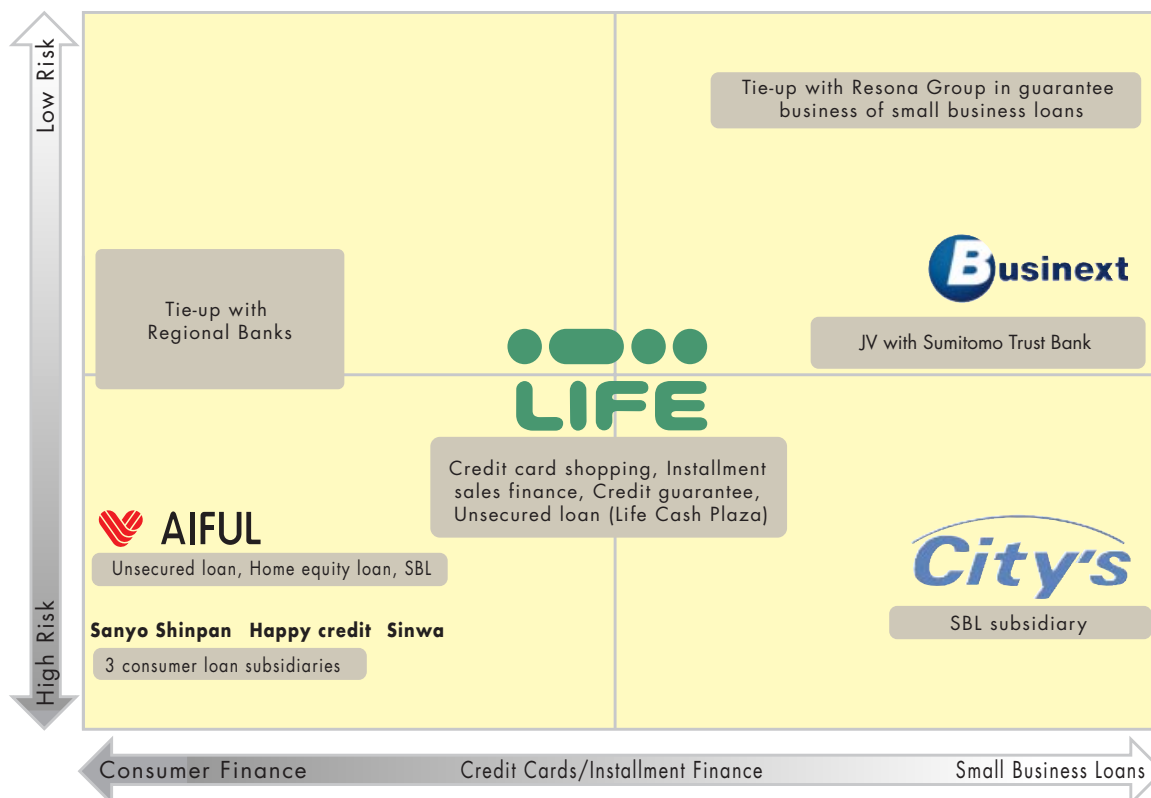 Low Risk
High Risk
Tie-up with Resona Group in guarantee
business of small business loans
Businext
JV with Sumitomo Trust Bank
Tie-up with
Regional Banks
LIFE
Credit card shopping, Installment
sales finance, Credit guarantee,
Unsecured loan (Life Cash Plaza)
AIFUL
Unsecured loan, Home equity loan, SBL
Sanyo Shinpan Happy credit Sinwa
3 consumer loan subsidiaries
City's
SBL subsidiary
Consumer Finance Credit Cards/Installment Finance Small Business Loans